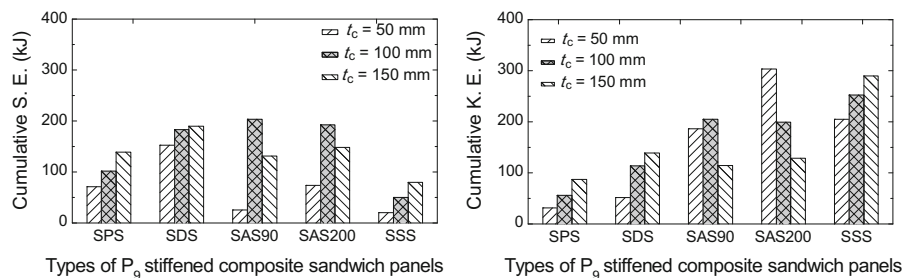 400
300
200
100
0
Cumulative S. E. (kJ)
t_c = 50 mm
t_c = 100 mm
t_c = 150 mm
SPS SDS SAS90 SAS200 SSS
Types of P_9 stiffened composite sandwich panels
400
300
200
100
0
Cumulative K. E. (kJ)
t_c = 50 mm
t_c = 100 mm
t_c = 150 mm
SPS SDS SAS90 SAS200 SSS
Types of P_9 stiffened composite sandwich panels